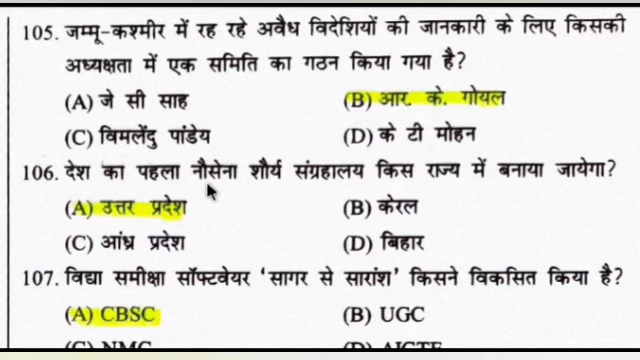 105. जम्मू-कश्मीर में रह रहे अवैध विदेशियों की जानकारी के लिए किसकी
अध्यक्षता में एक समिति का गठन किया गया है?
(A) जे सी साह (B) आर. के. गोयल
(C) विमलेंदु पांडेय (D) के टी मोहन
106. देश का पहला नौसेना शौर्य संग्रहालय किस राज्य में बनाया जायेगा?
(A) उत्तर प्रदेश (B) केरल
(C) आंध्र प्रदेश (D) बिहार
107. विद्या समीक्षा सॉफ्टवेयर 'सागर से सारांश' किसने विकसित किया है?
(A) CBSC (B) UGC
(C) NMC (D) AICTE